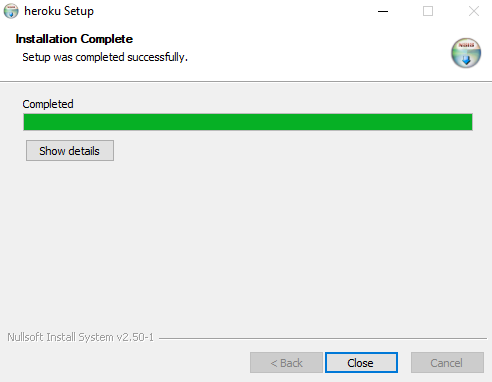 heroku Setup
Installation Complete
Setup was completed successfully.
Completed
Show details
Nullsoft Install System v2.50-1
< Back
Close
Cancel